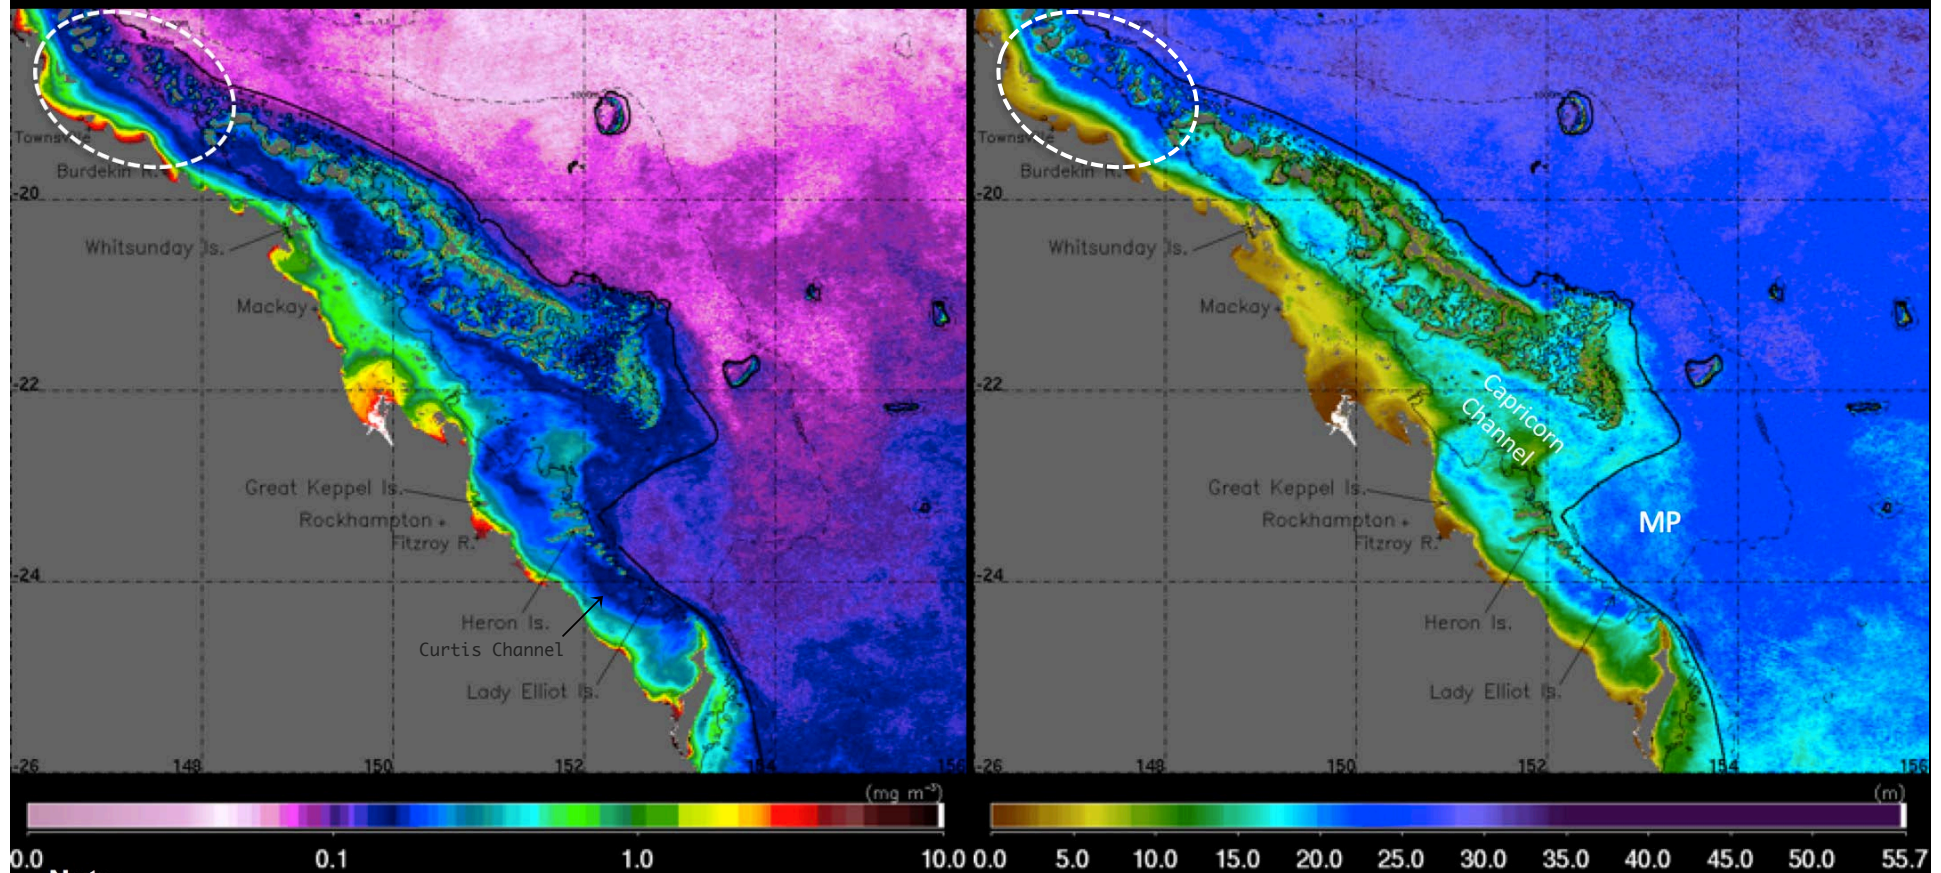 1000m
Townsville
Burdekin R.
-20
Whitsunday Is.
Mackay
-22
Great Keppel Is.
Rockhampton
Fitzroy R.
-24
Heron Is.
Curtis Channel
Lady Elliot Is.
-26
148
150
152
154
156
(mg m⁻³)
0.0
0.1
1.0
10.0
1000m
Townsville
Burdekin R.
-20
Whitsunday Is.
Mackay
-22
Capricorn
Channel
Great Keppel Is.
Rockhampton
MP
Fitzroy R.
-24
Heron Is.
Lady Elliot Is.
-26
148
150
152
154
156
(m)
0.0 5.0 10.0 15.0 20.0 25.0 30.0 35.0 40.0 45.0 50.0 55.7